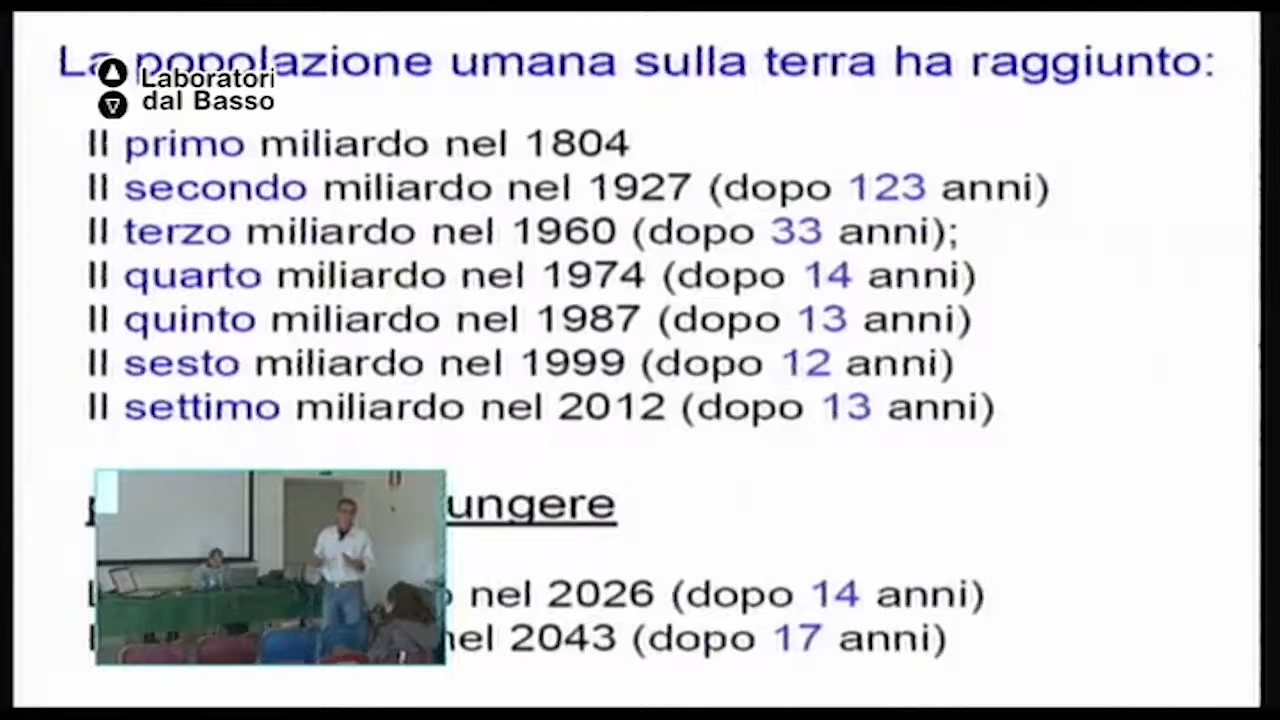 La popolazione umana sulla terra ha raggiunto:
Laboratori
dal Basso
Il primo miliardo nel 1804
Il secondo miliardo nel 1927 (dopo 123 anni)
Il terzo miliardo nel 1960 (dopo 33 anni);
Il quarto miliardo nel 1974 (dopo 14 anni)
Il quinto miliardo nel 1987 (dopo 13 anni)
Il sesto miliardo nel 1999 (dopo 12 anni)
Il settimo miliardo nel 2012 (dopo 13 anni)
ungere
nel 2026 (dopo 14 anni)
nel 2043 (dopo 17 anni)